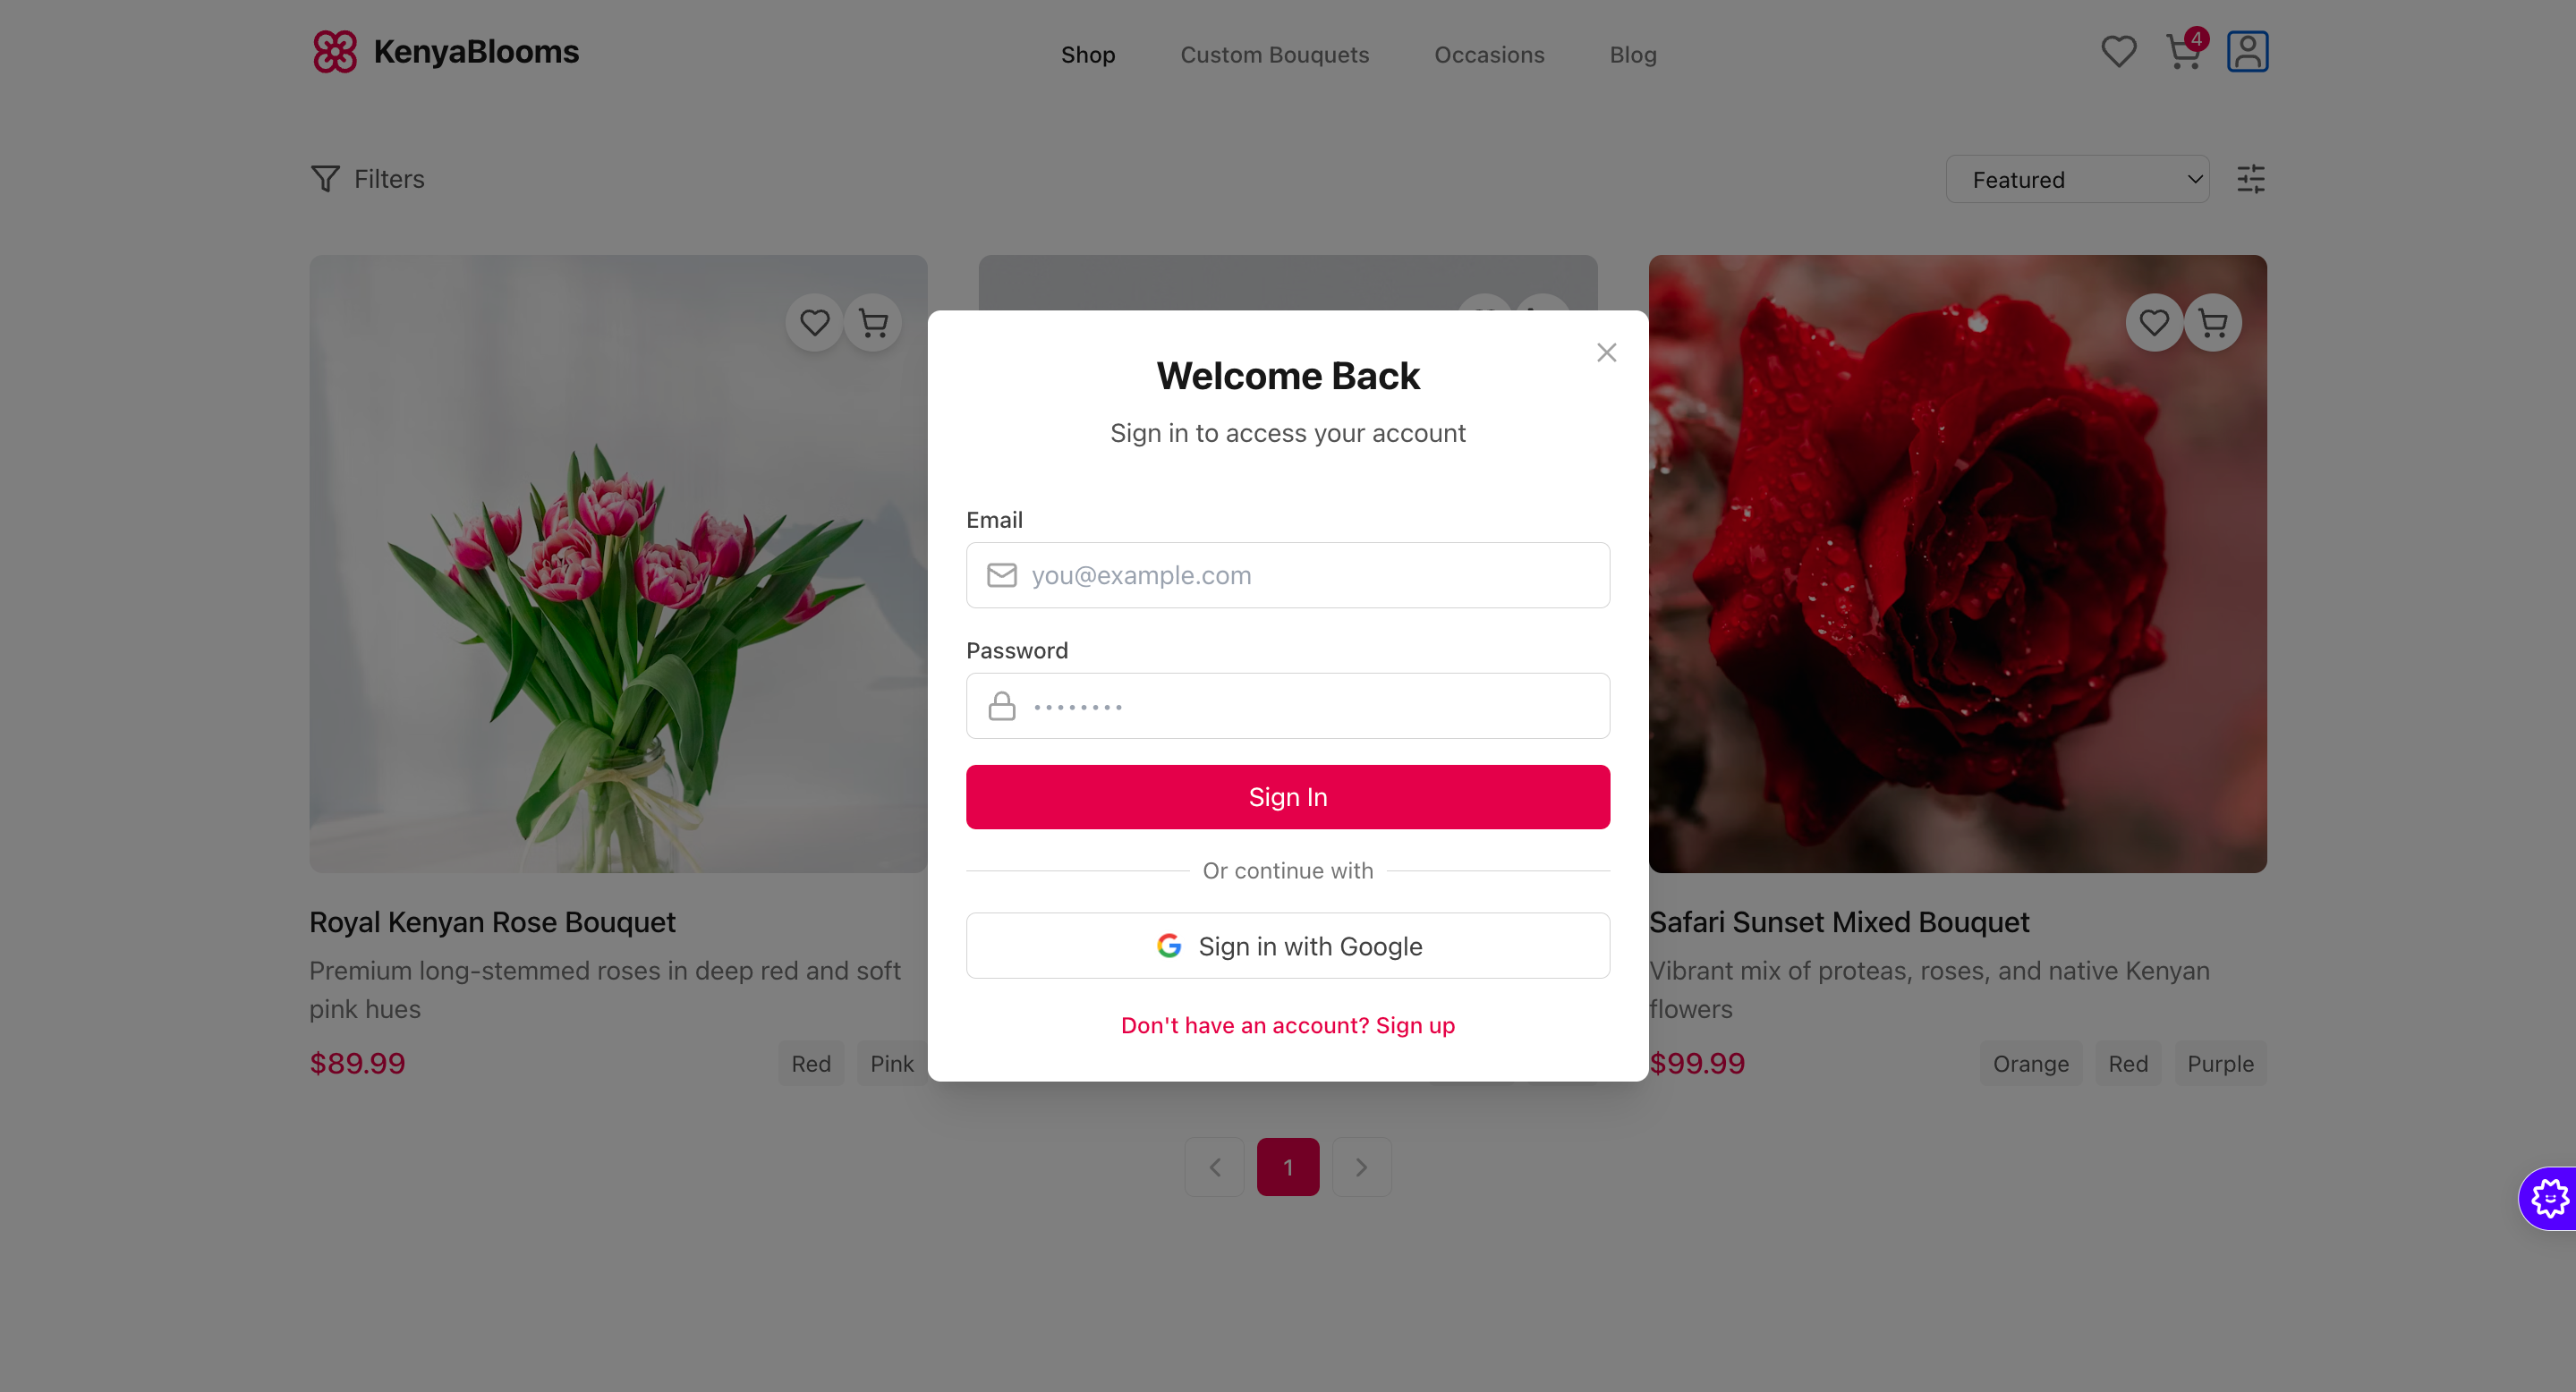 KenyaBlooms
Shop
Custom Bouquets
Occasions
Blog
4
Filters
Featured
Welcome Back
Sign in to access your account
Email
you@example.com
Password
Sign In
Or continue with
Sign in with Google
Don't have an account? Sign up
Royal Kenyan Rose Bouquet
Premium long-stemmed roses in deep red and soft
pink hues
$89.99
Red
Pink
Safari Sunset Mixed Bouquet
Vibrant mix of proteas, roses, and native Kenyan
flowers
$99.99
Orange
Red
Purple
1